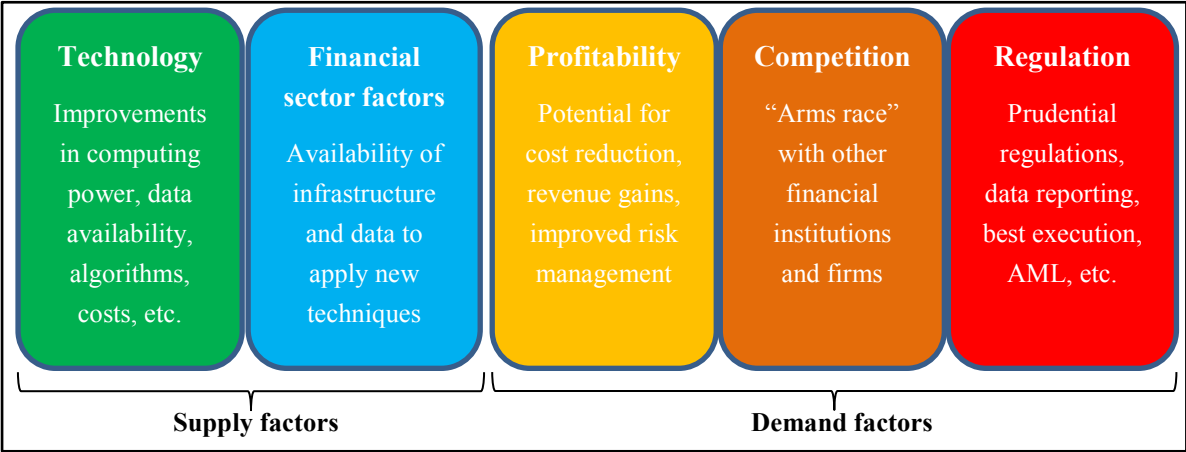 Technology
Improvements
in computing
power, data
availability,
algorithms,
costs, etc.
Financial
sector factors
Availability of
infrastructure
and data to
apply new
techniques
Profitability
Potential for
cost reduction,
revenue gains,
improved risk
management
Competition
“Arms race”
with other
financial
institutions
and firms
Regulation
Prudential
regulations,
data reporting,
best execution,
AML, etc.
Supply factors
Demand factors